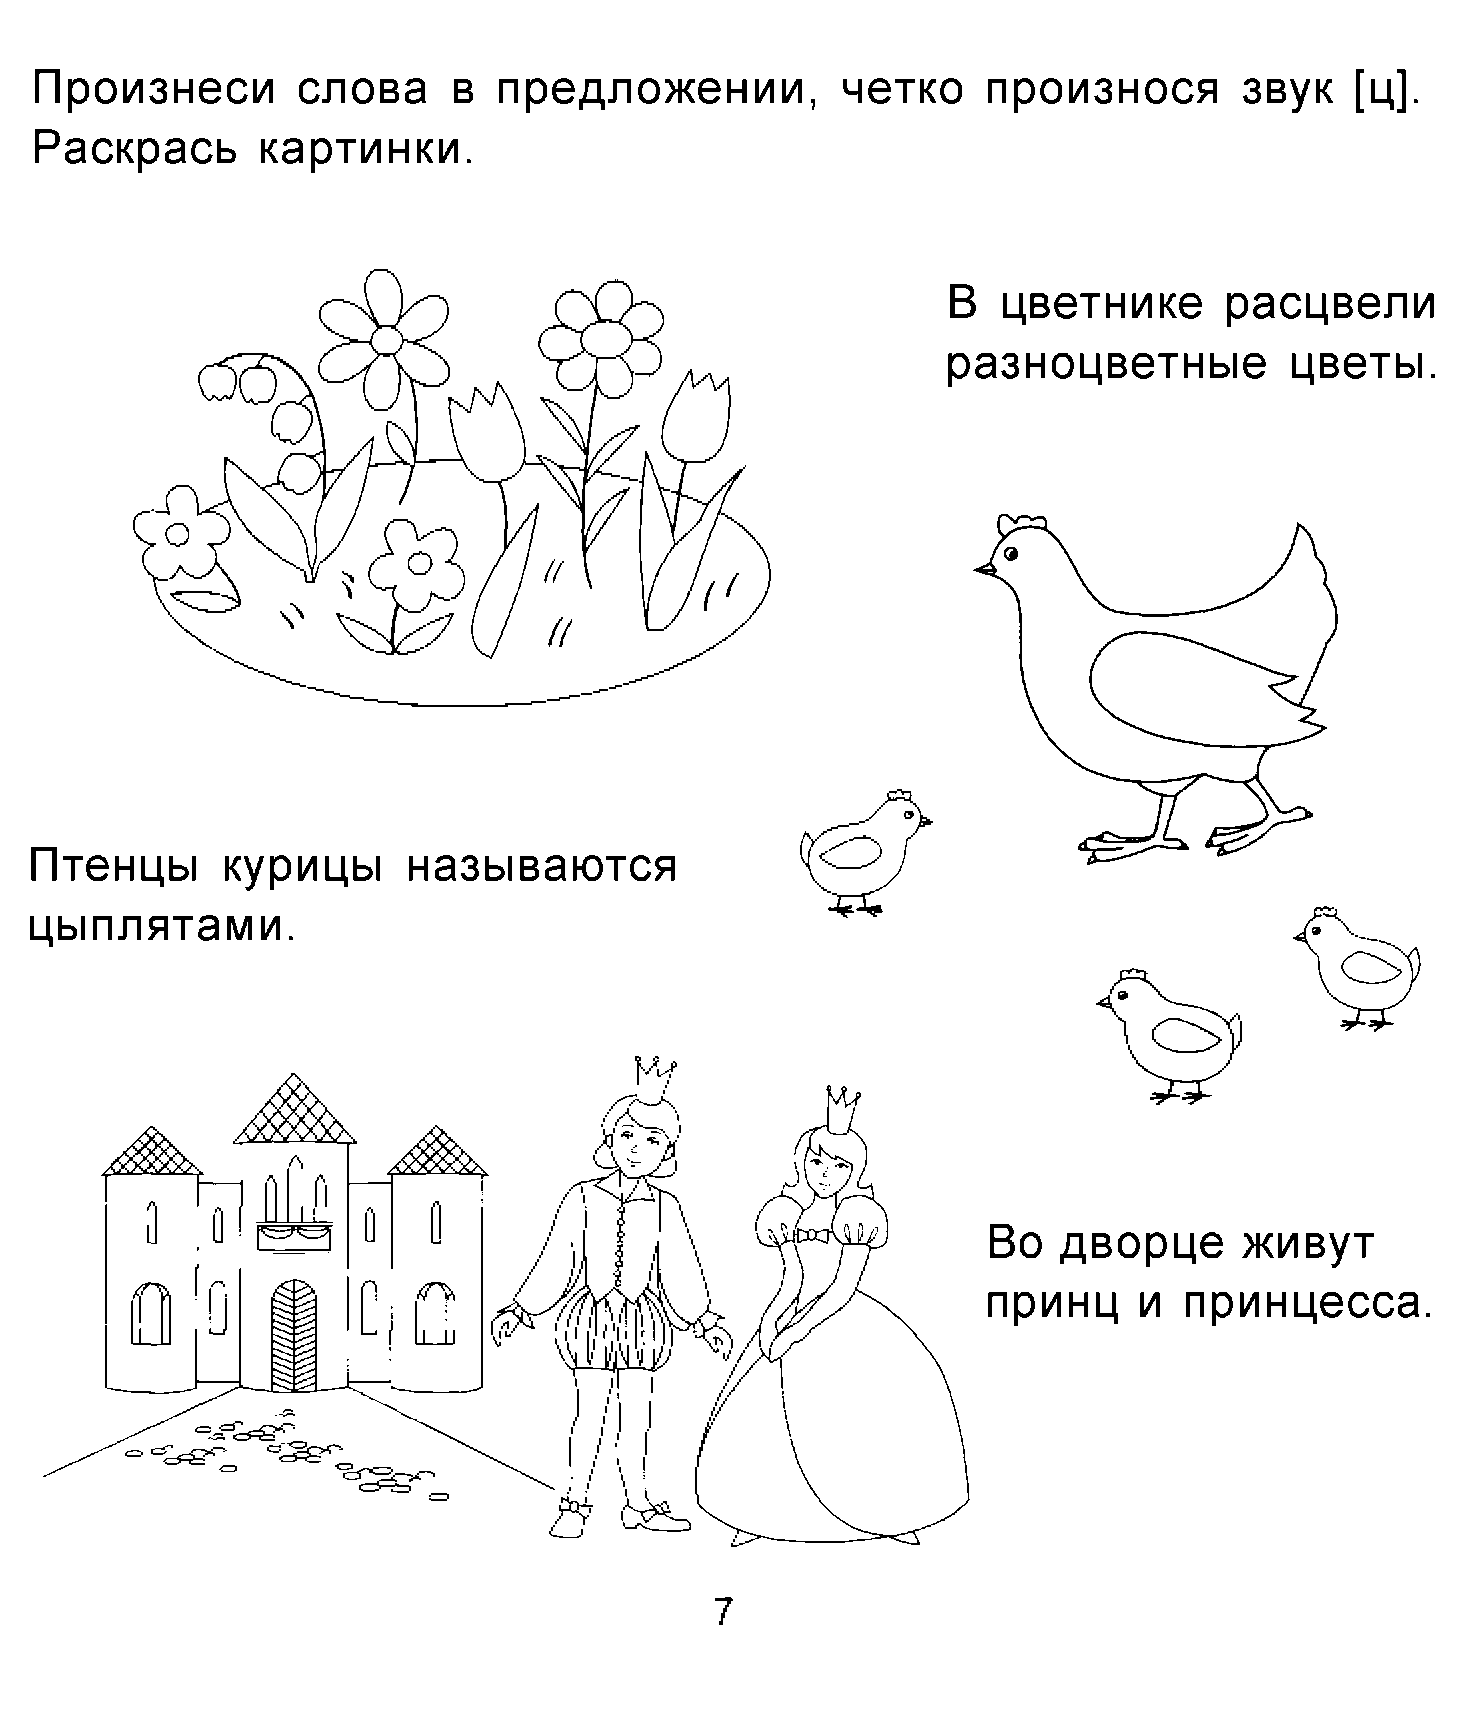 Произнеси слова в предложении, четко произнося звук [ц].
Раскрась картинки.
В цветнике расцвели
разноцветные цветы.
Птенцы курицы называются
цыплятами.
Во дворце живут
принц и принцесса.
7